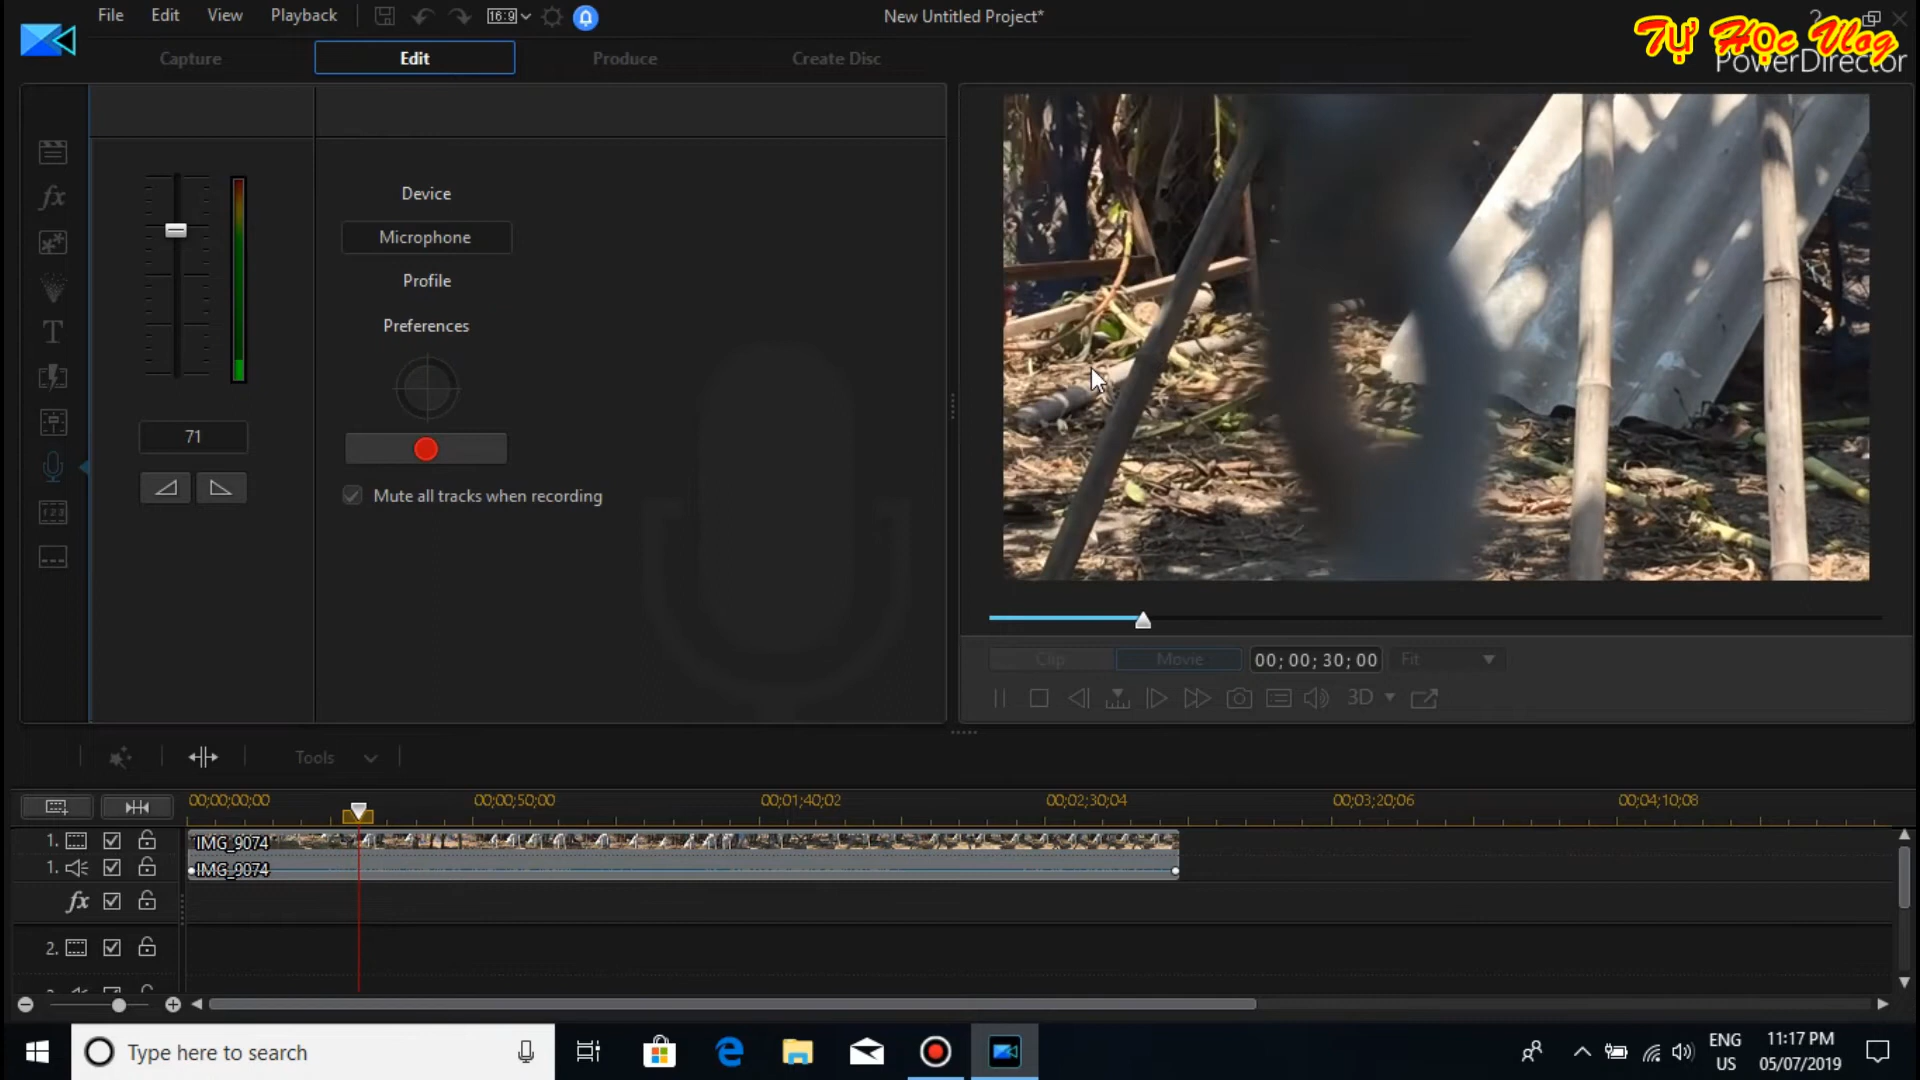 File Edit View Playback 16:9 New Untitled Project* ?
Tự Học Vlog
PowerDirector
Capture Edit Produce Create Disc
Device
Microphone
Profile
Preferences
71
Mute all tracks when recording
fx
T
123
Clip Movie 00; 00; 30; 00 Fit
3D
Tools
00;00;00;00 00;00;50;00 00;01;40;02 00;02;30;04 00;03;20;06 00;04;10;08
1. IMG_9074
1. IMG_9074
fx
2.
Type here to search
ENG
US
11:17 PM
05/07/2019